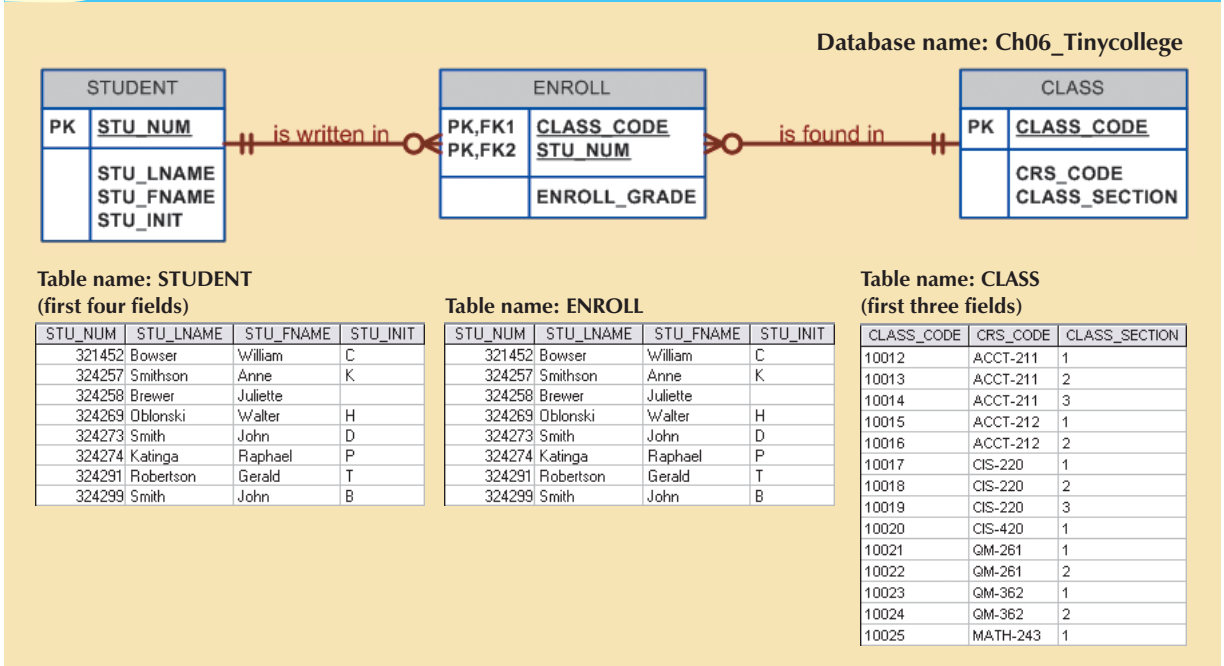 Database name: Ch06_Tinycollege
STUDENT
PK STU_NUM
STU_LNAME
STU_FNAME
STU_INIT
is written in
ENROLL
PK,FK1 CLASS_CODE
PK,FK2 STU_NUM
ENROLL_GRADE
is found in
CLASS
PK CLASS_CODE
CRS_CODE
CLASS_SECTION
Table name: STUDENT
(first four fields)
STU_NUM STU_LNAME STU_FNAME STU_INIT
321452 Bowser William C
324257 Smithson Anne K
324258 Brewer Juliette
324269 Oblonski Walter H
324273 Smith John D
324274 Katinga Raphael P
324291 Robertson Gerald T
324299 Smith John B
Table name: ENROLL
STU_NUM STU_LNAME STU_FNAME STU_INIT
321452 Bowser William C
324257 Smithson Anne K
324258 Brewer Juliette
324269 Oblonski Walter H
324273 Smith John D
324274 Katinga Raphael P
324291 Robertson Gerald T
324299 Smith John B
Table name: CLASS
(first three fields)
CLASS_CODE CRS_CODE CLASS_SECTION
10012 ACCT-211 1
10013 ACCT-211 2
10014 ACCT-211 3
10015 ACCT-212 1
10016 ACCT-212 2
10017 CIS-220 1
10018 CIS-220 2
10019 CIS-220 3
10020 CIS-420 1
10021 QM-261 1
10022 QM-261 2
10023 QM-362 1
10024 QM-362 2
10025 MATH-243 1